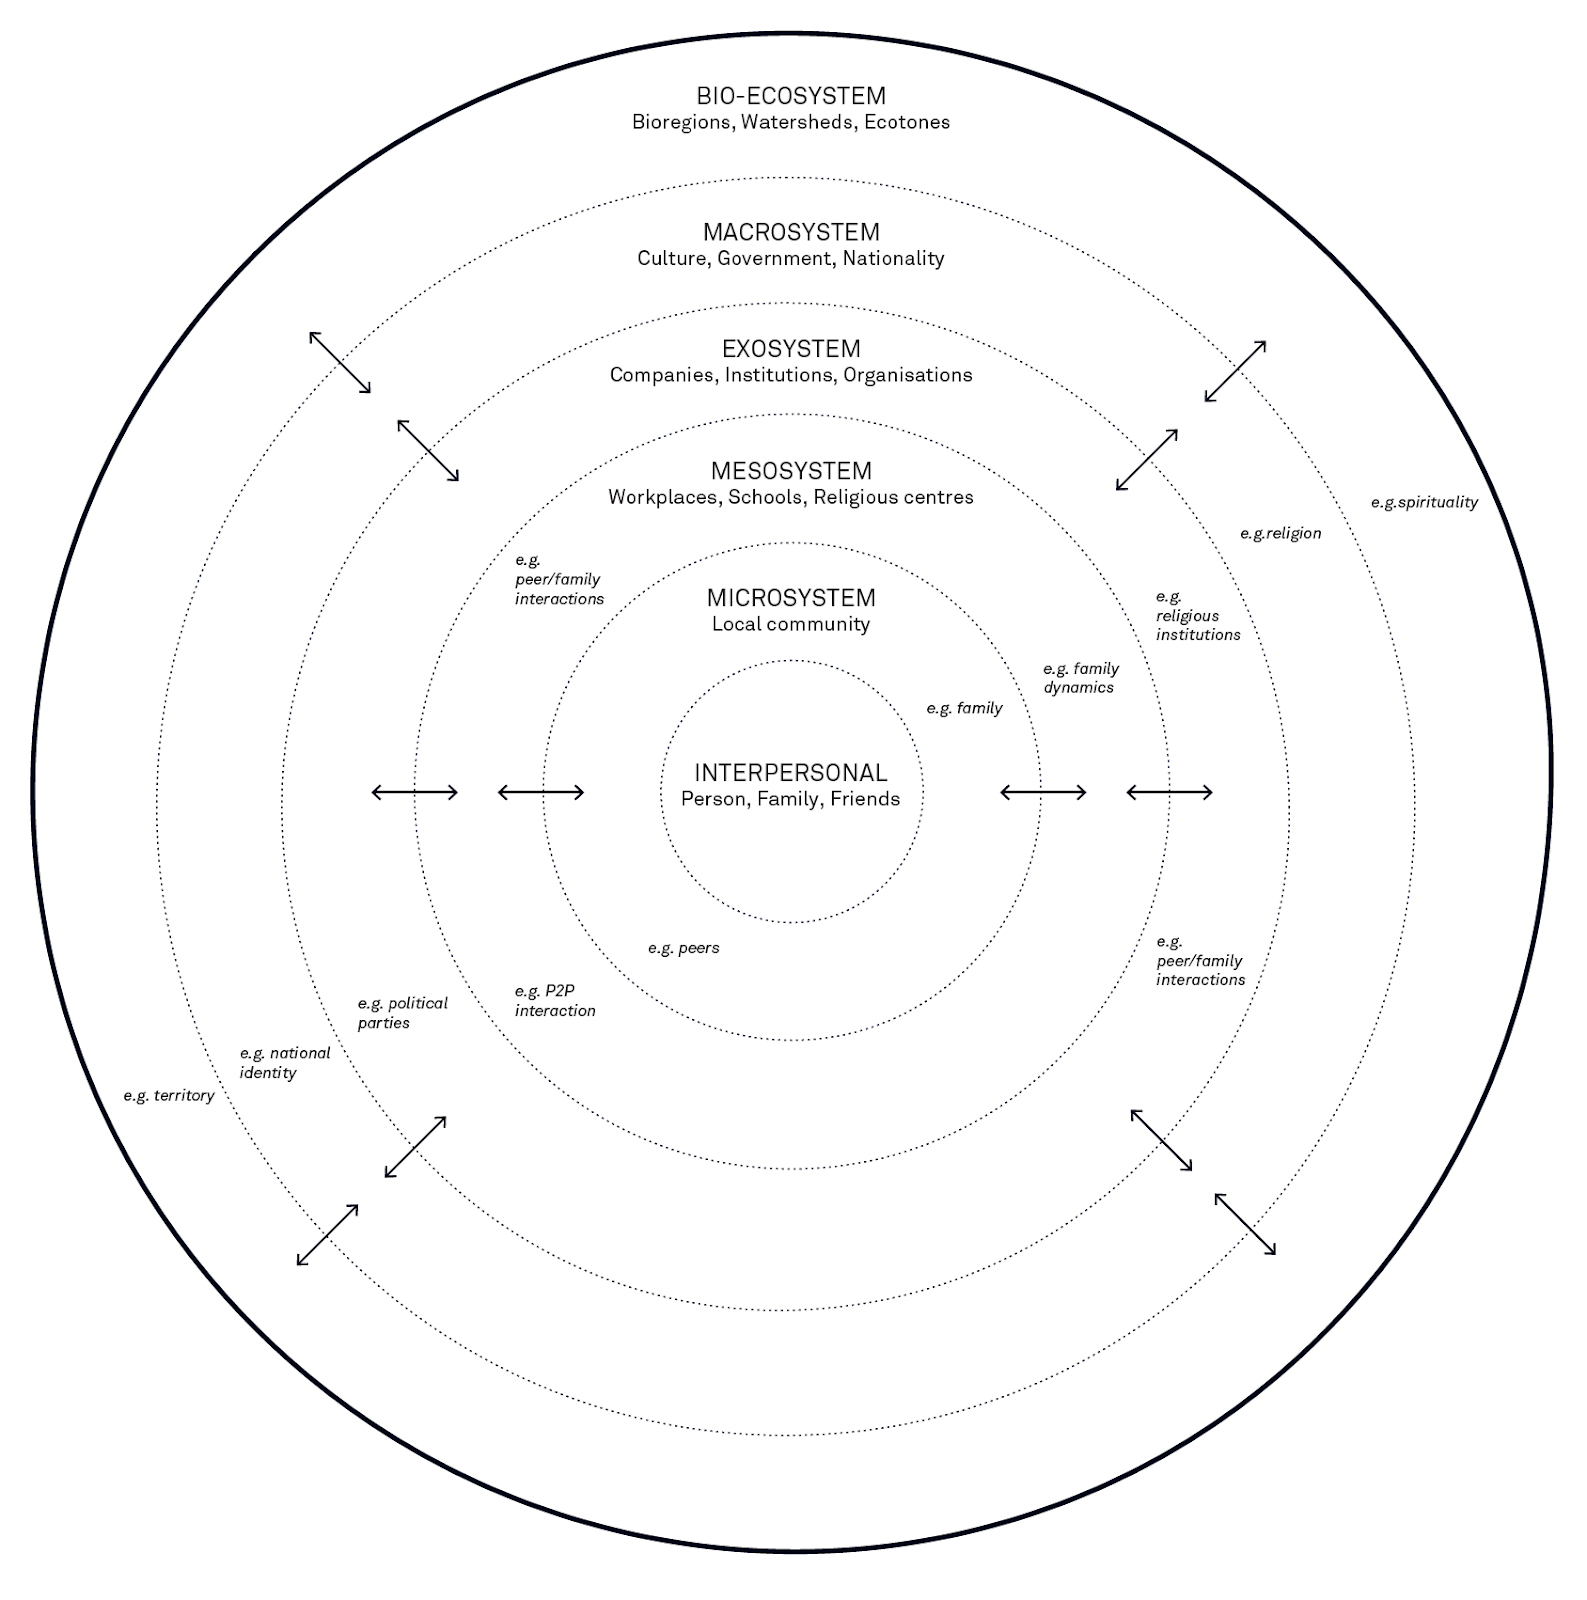 BIO-ECOSYSTEM
Bioregions, Watersheds, Ecotones
MACROSYSTEM
Culture, Government, Nationality
EXOSYSTEM
Companies, Institutions, Organisations
MESOSYSTEM
Workplaces, Schools, Religious centres
e.g.spirituality
e.g.religion
e.g.
peer/family
interactions
MICROSYSTEM
Local community
e.g.
religious
institutions
e.g. family
dynamics
e.g. family
INTERPERSONAL
Person, Family, Friends
e.g. peers
e.g.
peer/family
interactions
e.g. P2P
interaction
e.g. political
parties
e.g. national
identity
e.g. territory